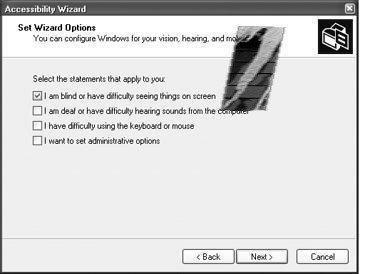 Accessibility Wizard
Set Wizard Options
You can configure Windows for your vision, hearing, and
Select the statements that apply to you:
I am blind or have difficulty seeing things on screen
I am deaf or have difficulty hearing sounds from the computer
I have difficulty using the keyboard or mouse
I want to set administrative options
< Back
Next >
Cancel